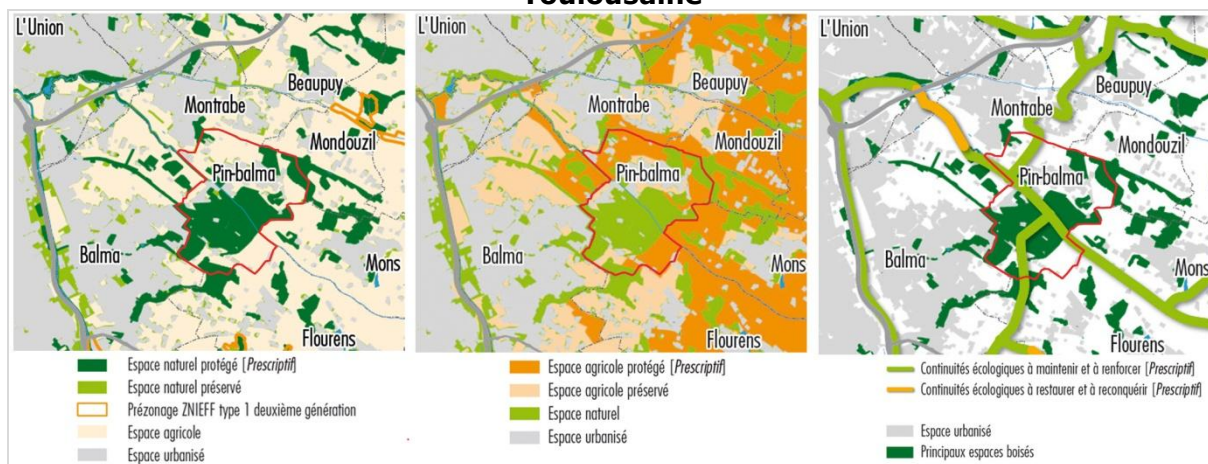 Toulousaine
L'Union
Beaupuy
Montrabe
Mondouzil
Pin-balma
Balma
Mons
Flourens
Espace naturel protégé [Prescriptif]
Espace naturel préservé
Prézonage ZNIEFF type 1 deuxième génération
Espace agricole
Espace urbanisé
L'Union
Beaupuy
Montrabe
Mondouzil
Pin-balma
Balma
Mons
Flourens
Espace agricole protégé [Prescriptif]
Espace agricole préservé
Espace naturel
Espace urbanisé
L'Union
Beaupuy
Montrabe
Mondouzil
Pin-balma
Balma
Mons
Flourens
Continuités écologiques à maintenir et à renforcer [Prescriptif]
Continuités écologiques à restaurer et à reconquérir [Prescriptif]
Espace urbanisé
Principaux espaces boisés